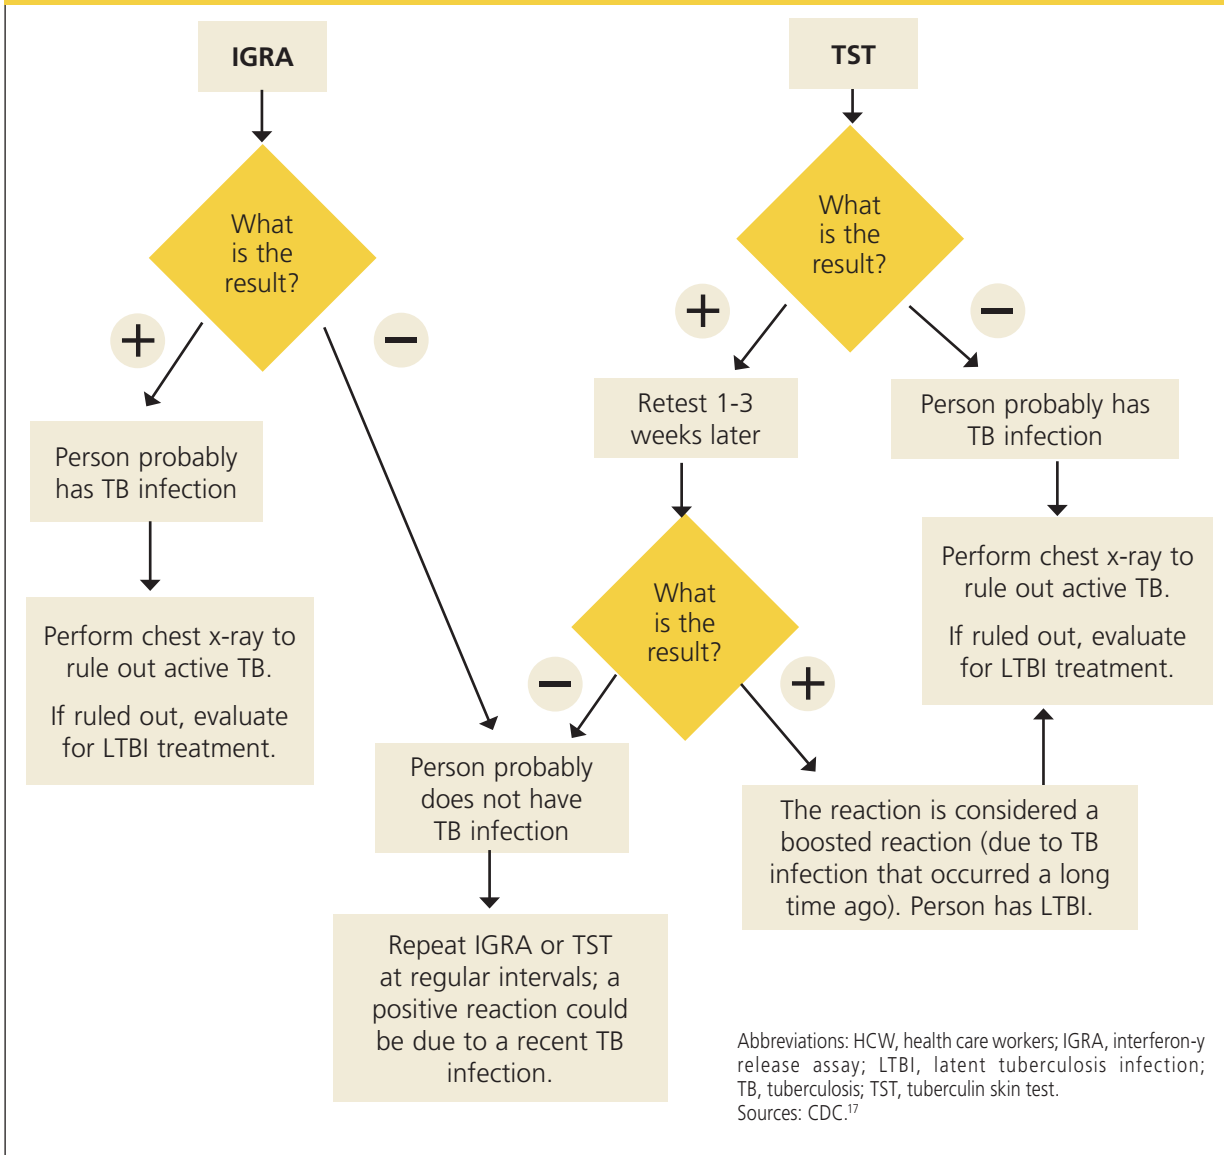 IGRA
What
is the
result?
+
−
Person probably
has TB infection
Perform chest x-ray to
rule out active TB.
If ruled out, evaluate
for LTBI treatment.
TST
What
is the
result?
+
−
Retest 1-3
weeks later
Person probably has
TB infection
What
is the
result?
−
+
Perform chest x-ray to
rule out active TB.
If ruled out, evaluate
for LTBI treatment.
Person probably
does not have
TB infection
The reaction is considered a
boosted reaction (due to TB
infection that occurred a long
time ago). Person has LTBI.
Repeat IGRA or TST
at regular intervals; a
positive reaction could
be due to a recent TB
infection.
Abbreviations: HCW, health care workers; IGRA, interferon-y
release assay; LTBI, latent tuberculosis infection;
TB, tuberculosis; TST, tuberculin skin test.
Sources: CDC.17